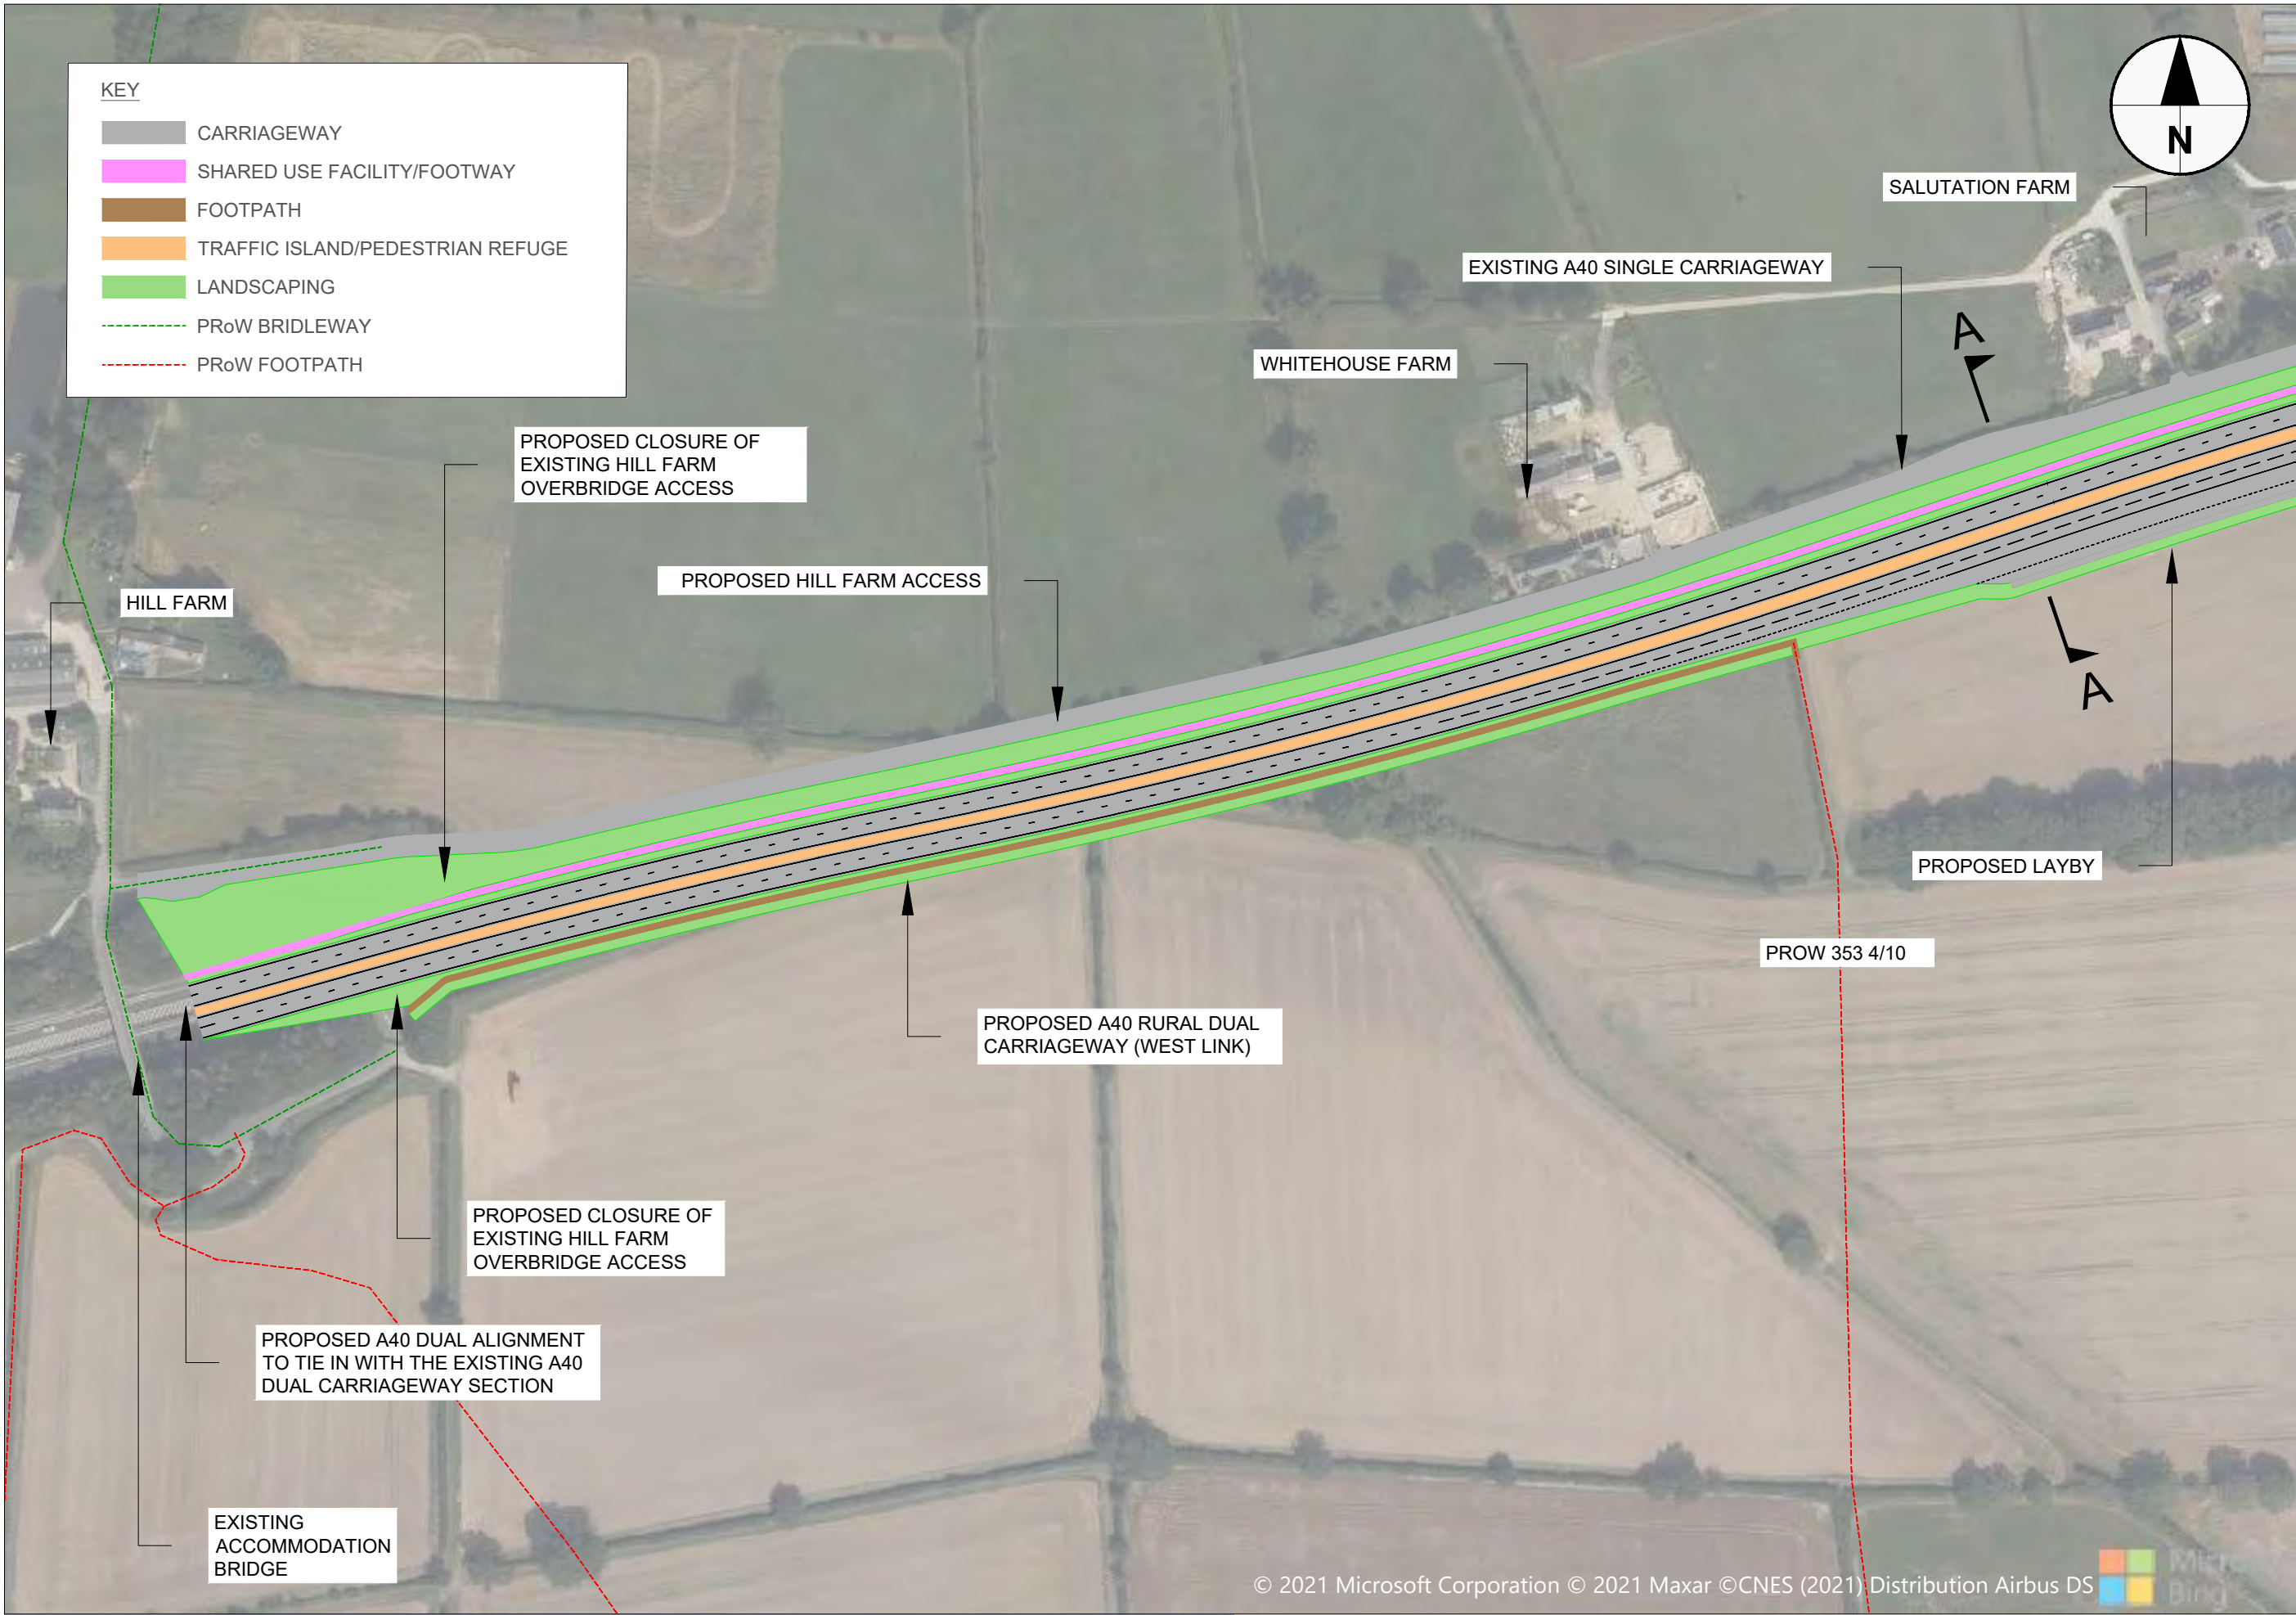 KEY
CARRIAGEWAY
SHARED USE FACILITY/FOOTWAY
FOOTPATH
TRAFFIC ISLAND/PEDESTRIAN REFUGE
LANDSCAPING
PRoW BRIDLEWAY
PRoW FOOTPATH
N
SALUTATION FARM
EXISTING A40 SINGLE CARRIAGEWAY
A
WHITEHOUSE FARM
PROPOSED CLOSURE OF
EXISTING HILL FARM
OVERBRIDGE ACCESS
PROPOSED HILL FARM ACCESS
HILL FARM
A
PROPOSED LAYBY
PROW 353 4/10
PROPOSED A40 RURAL DUAL
CARRIAGEWAY (WEST LINK)
PROPOSED CLOSURE OF
EXISTING HILL FARM
OVERBRIDGE ACCESS
PROPOSED A40 DUAL ALIGNMENT
TO TIE IN WITH THE EXISTING A40
DUAL CARRIAGEWAY SECTION
EXISTING
ACCOMMODATION
BRIDGE
© 2021 Microsoft Corporation © 2021 Maxar ©CNES (2021) Distribution Airbus DS
Bing